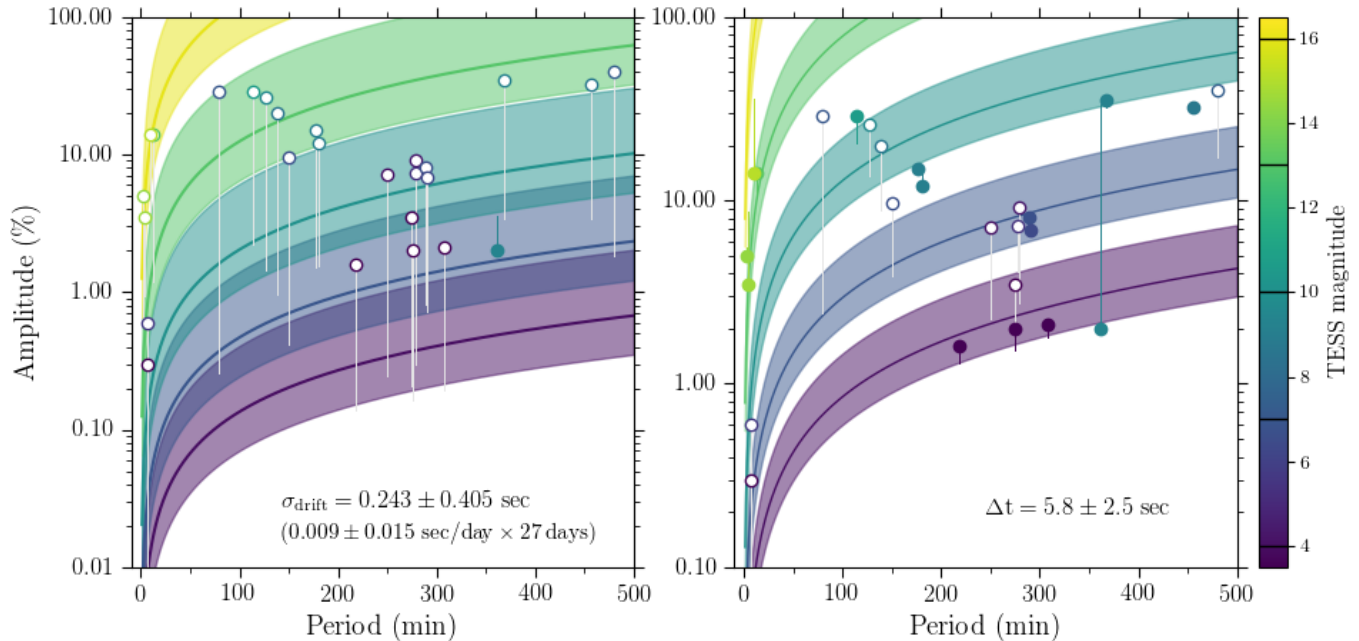 100.00
10.00
1.00
0.10
0.01
Amplitude (%)
0 100 200 300 400 500
Period (min)
σdrift = 0.243 ± 0.405 sec
(0.009 ± 0.015 sec/day × 27 days)
100.00
10.00
1.00
0.10
0 100 200 300 400 500
Period (min)
Δt = 5.8 ± 2.5 sec
16
14
12
10
8
6
4
TESS magnitude